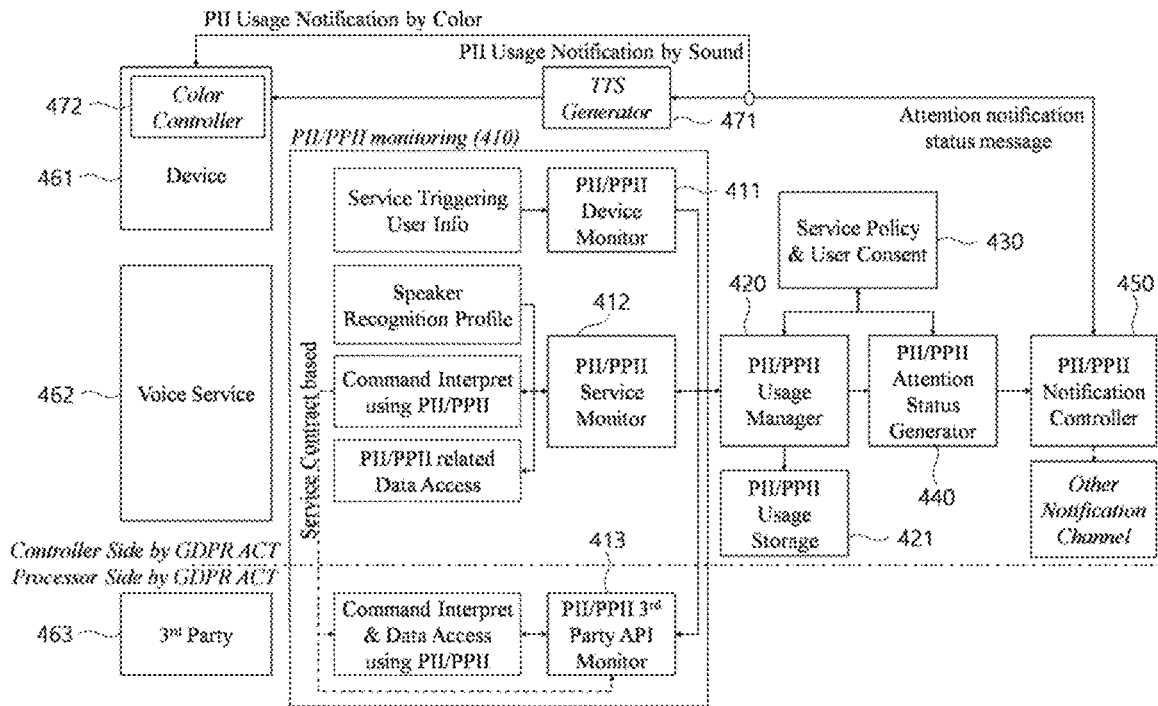 PII Usage Notification by Color
PII Usage Notification by Sound
472
Color
Controller
461
Device
TTS
Generator
471
Attention notification
status message
PII/PPII monitoring (410)
Service Triggering
User Info
PII/PPII
Device
Monitor
411
Service Policy
& User Consent
430
Speaker
Recognition Profile
412
420
450
462
Voice Service
Service Contract based
Command Interpret
using PII/PPII
PII/PPII
Service
Monitor
PII/PPII
Usage
Manager
PII/PPII
Attention
Status
Generator
PII/PPII
Notification
Controller
PII/PPII related
Data Access
PII/PPII
Usage
Storage
421
440
Other
Notification
Channel
Controller Side by GDPR ACT
Processor Side by GDPR ACT
413
463
3rd Party
Command Interpret
& Data Access
using PII/PPII
PII/PPII 3rd
Party API
Monitor